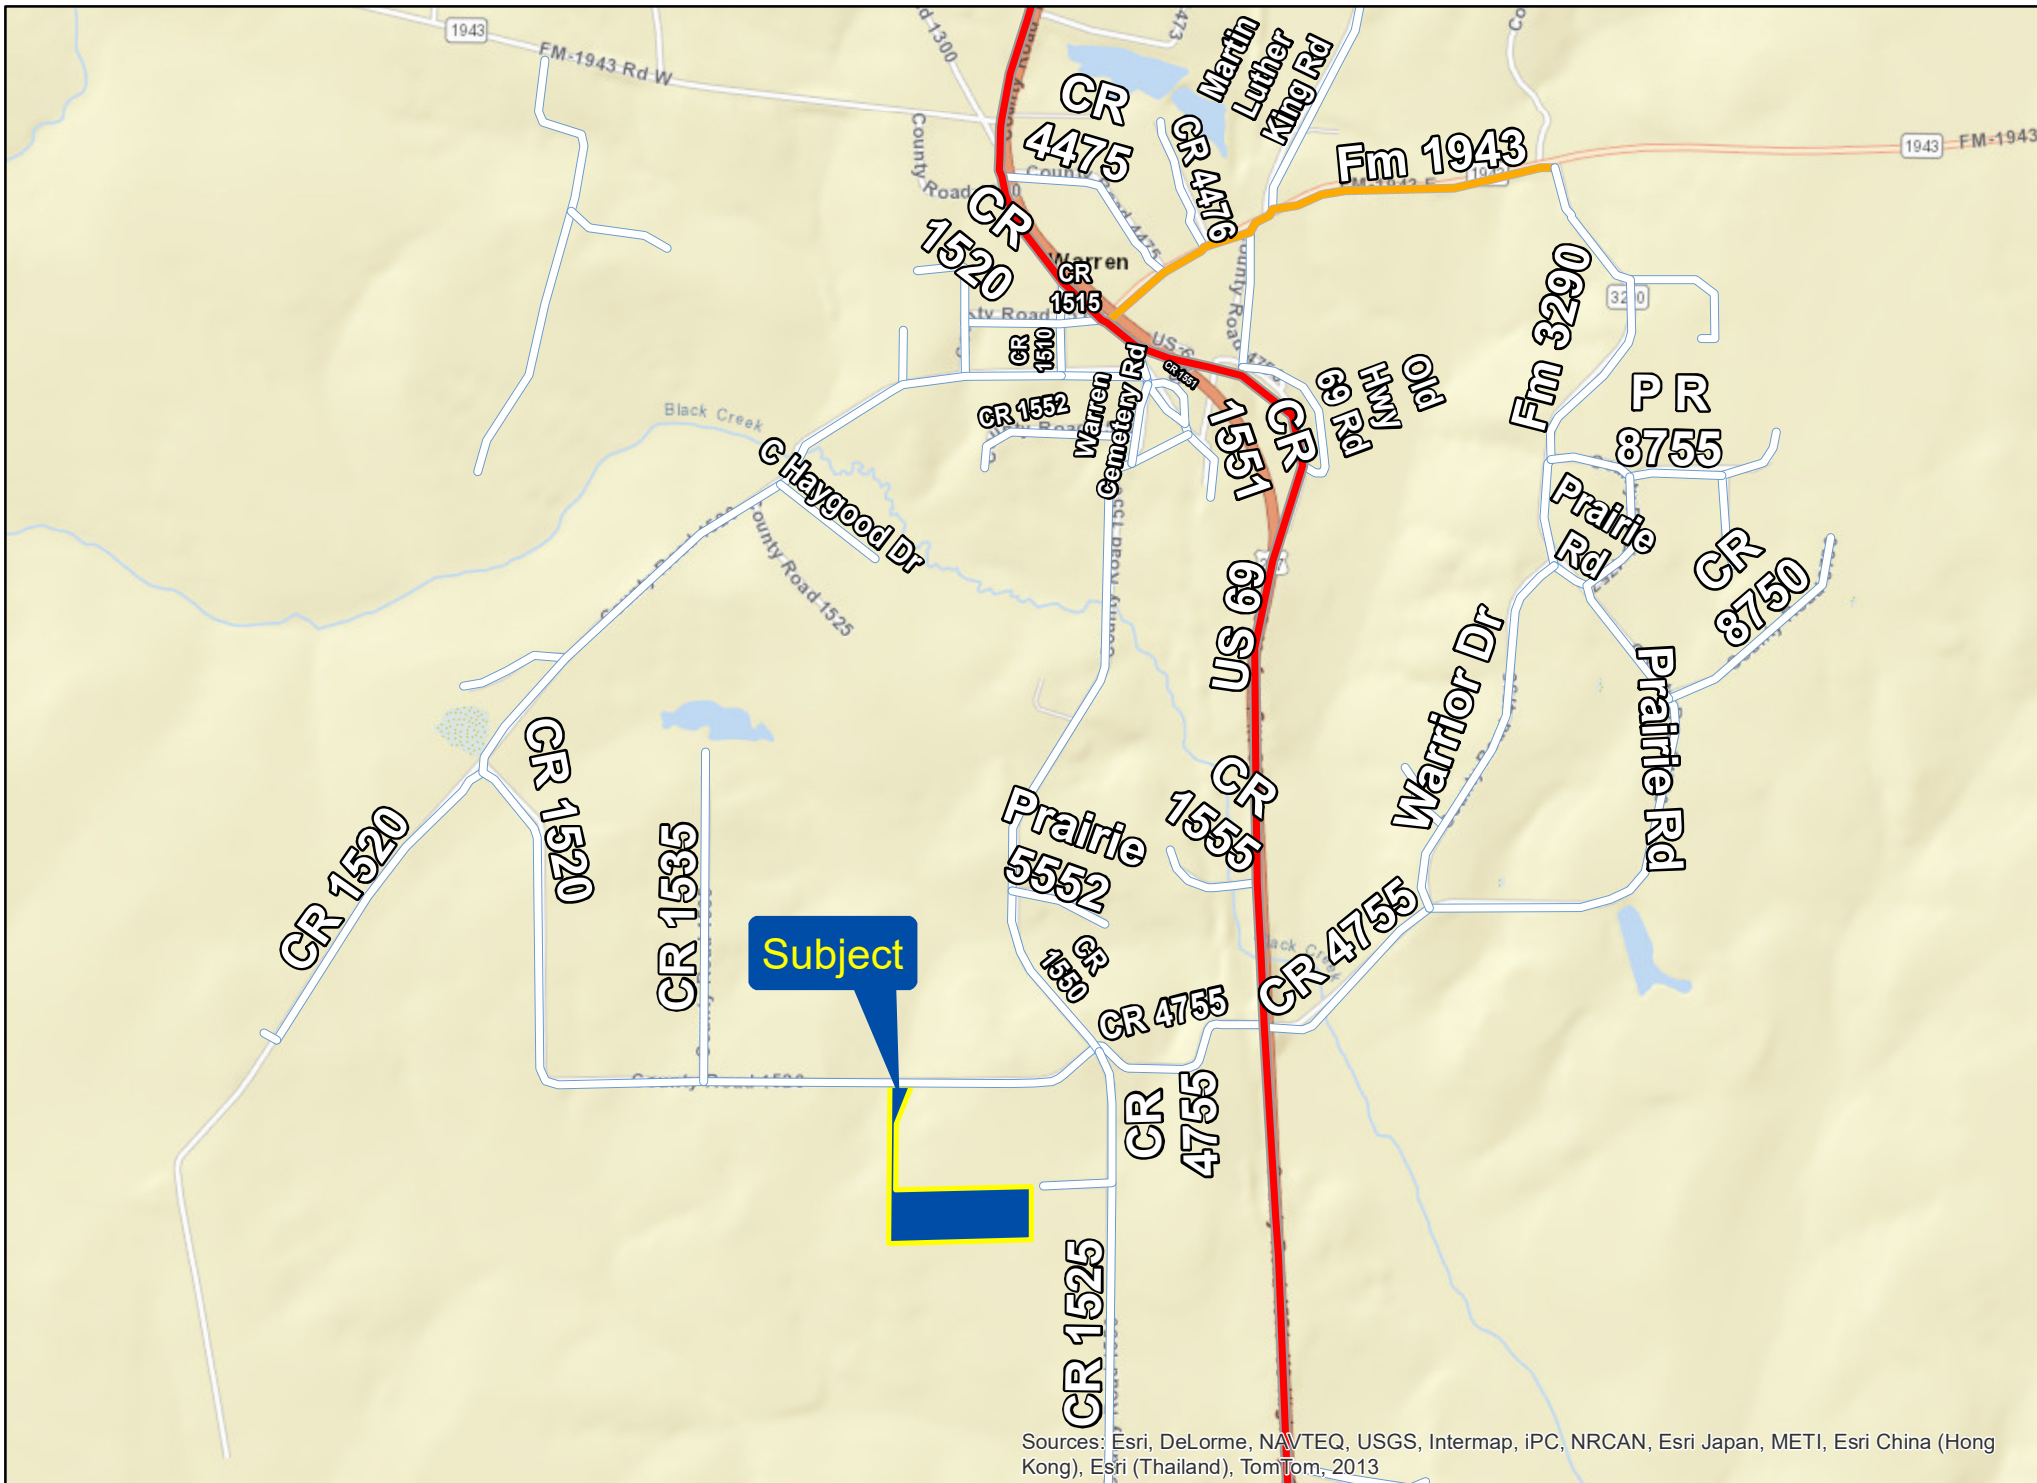 1943
FM-1943 Rd W
CR
4475
CR 4476
Martin
Luther
King Rd
Fm 1943
1943
FM-1943
CR
1520
Warren
CR
1515
CR
1510
CR 1551
CR 1552
Warren
Cemetery Rd
CR
1551
Old
Hwy
69 Rd
Fm 3290
P R
8755
Prairie
Rd
CR
8750
Black Creek
C Haygood Dr
County Road 1525
US 69
Warrior Dr
Prairie Rd
CR 1520
CR 1520
CR 1535
Prairie
5552
CR
1555
CR
1550
CR 4755
CR 4755
Subject
CR
4755
CR 1525
Sources: Esri, DeLorme, NAVTEQ, USGS, Intermap, iPC, NRCAN, Esri Japan, METI, Esri China (Hong
Kong), Esri (Thailand), TomTom, 2013